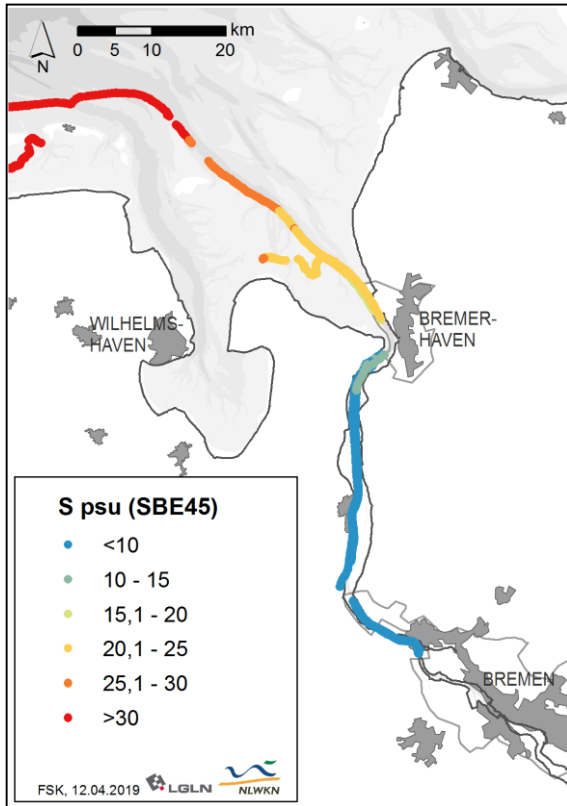 km
0 5 10 20
N
WILHELMS-
HAVEN
BREMER-
HAVEN
S psu (SBE45)
<10
10 - 15
15,1 - 20
20,1 - 25
25,1 - 30
>30
BREMEN
FSK, 12.04.2019 LGLN NLWKN